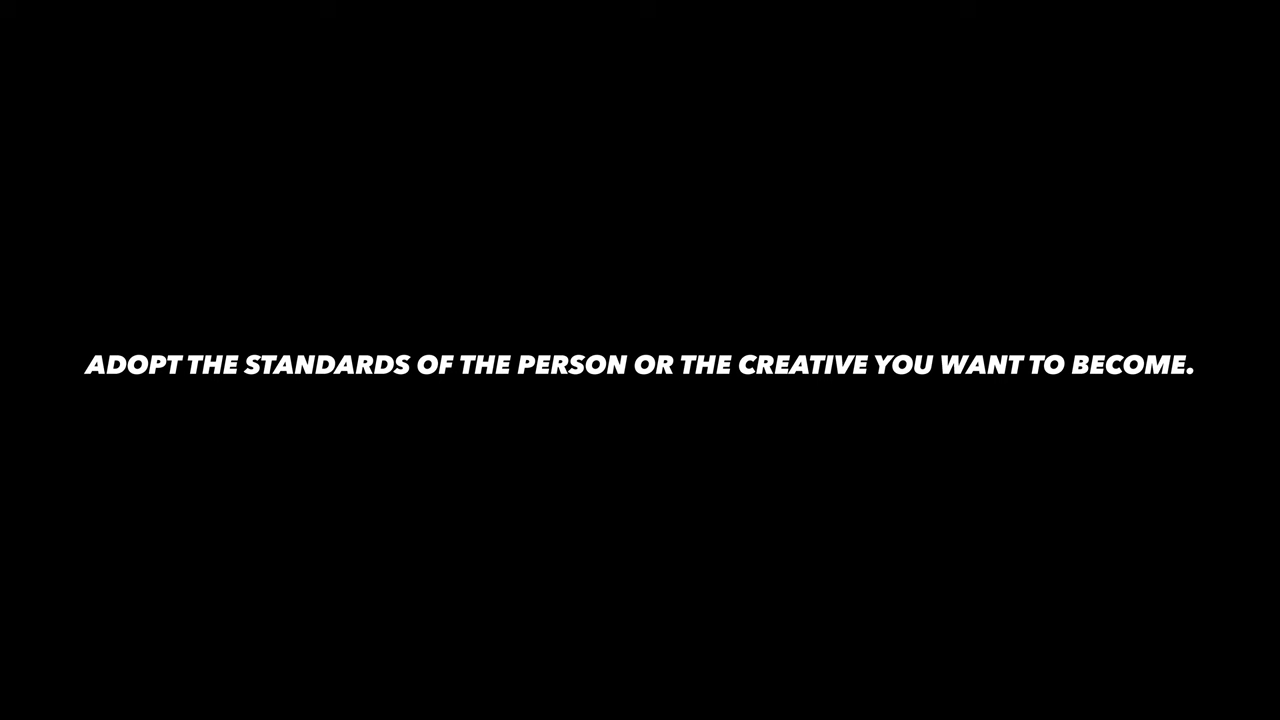 ADOPT THE STANDARDS OF THE PERSON OR THE CREATIVE YOU WANT TO BECOME.